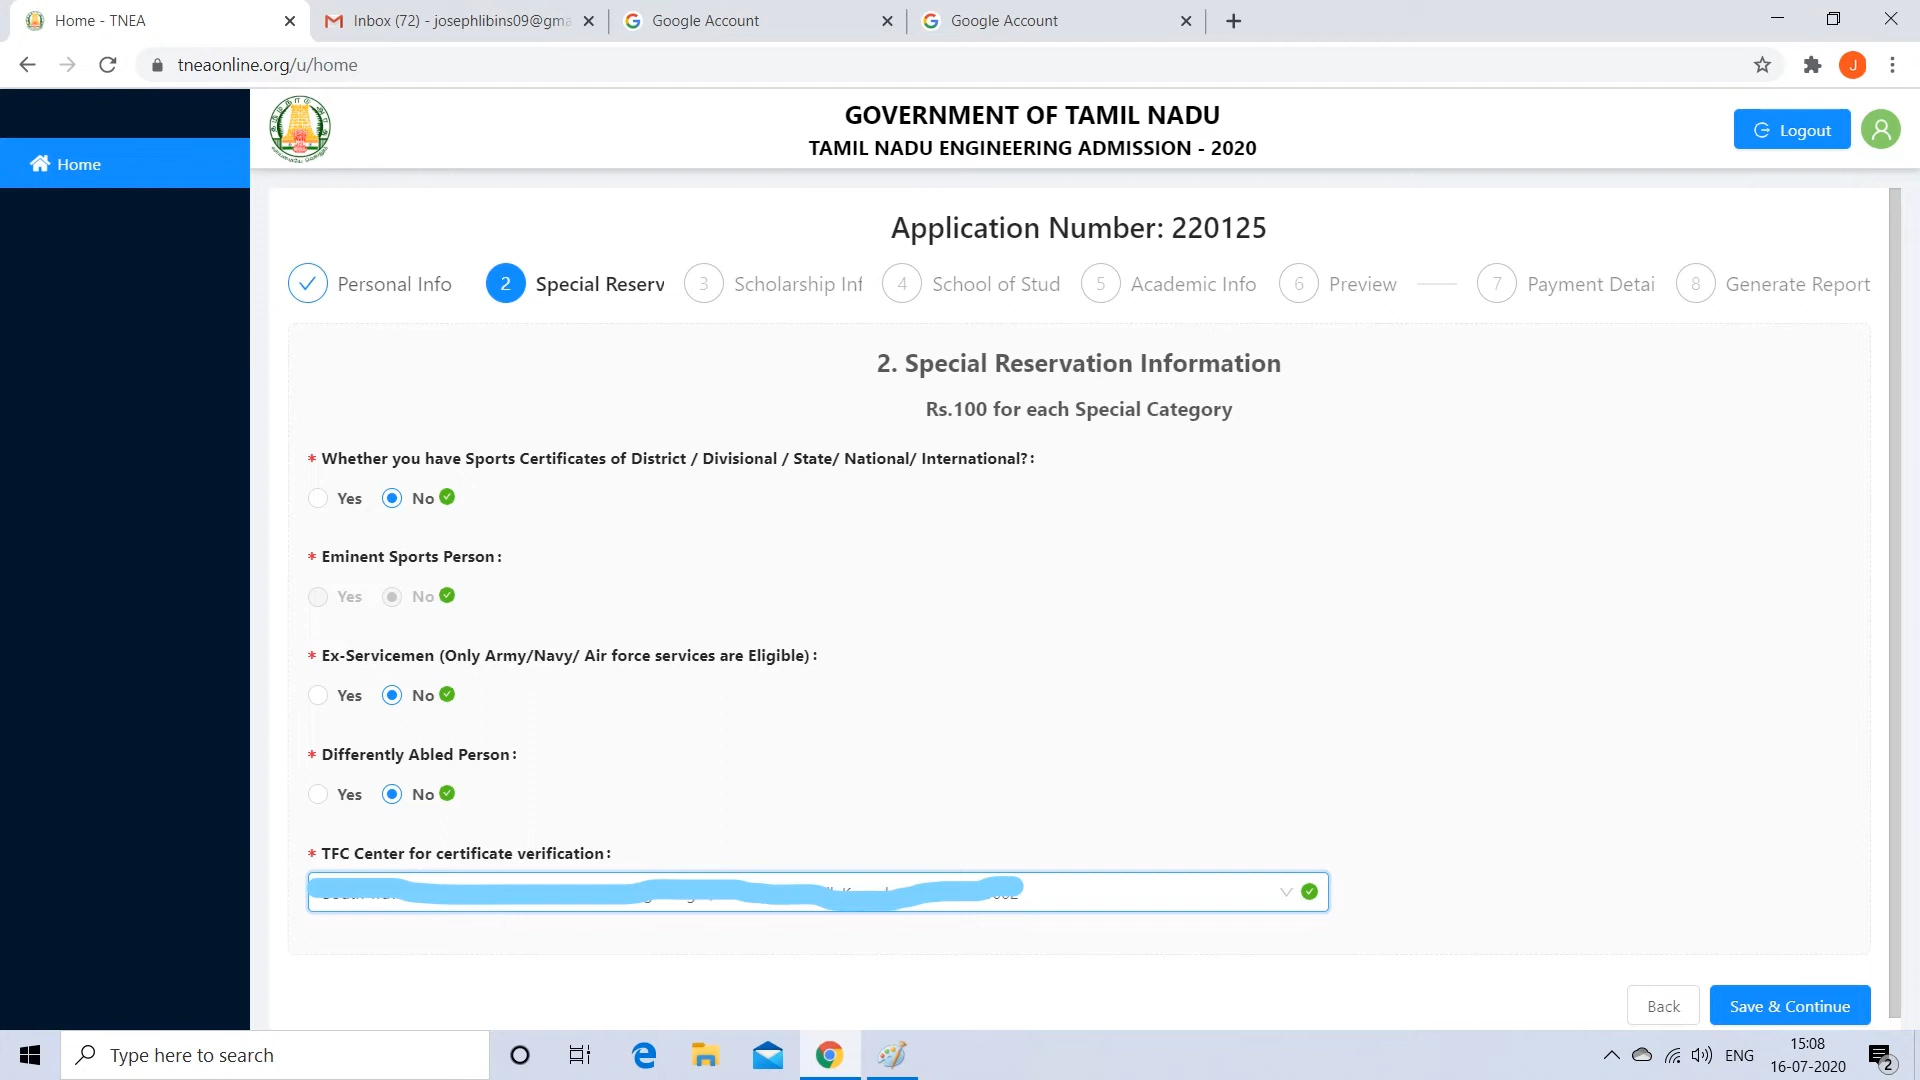 Home - TNEA
Inbox (72) - josephlibins09@gma
Google Account
Google Account
tneaonline.org/u/home
J
Home
GOVERNMENT OF TAMIL NADU
TAMIL NADU ENGINEERING ADMISSION - 2020
Logout
Application Number: 220125
Personal Info
2 Special Reserv
3 Scholarship Inf
4 School of Stud
5 Academic Info
6 Preview
7 Payment Detai
8 Generate Report
2. Special Reservation Information
Rs.100 for each Special Category
* Whether you have Sports Certificates of District / Divisional / State/ National/ International? :
Yes No
* Eminent Sports Person :
Yes No
* Ex-Servicemen (Only Army/Navy/ Air force services are Eligible) :
Yes No
* Differently Abled Person :
Yes No
* TFC Center for certificate verification :
Back
Save & Continue
Type here to search
ENG
15:08
16-07-2020
2